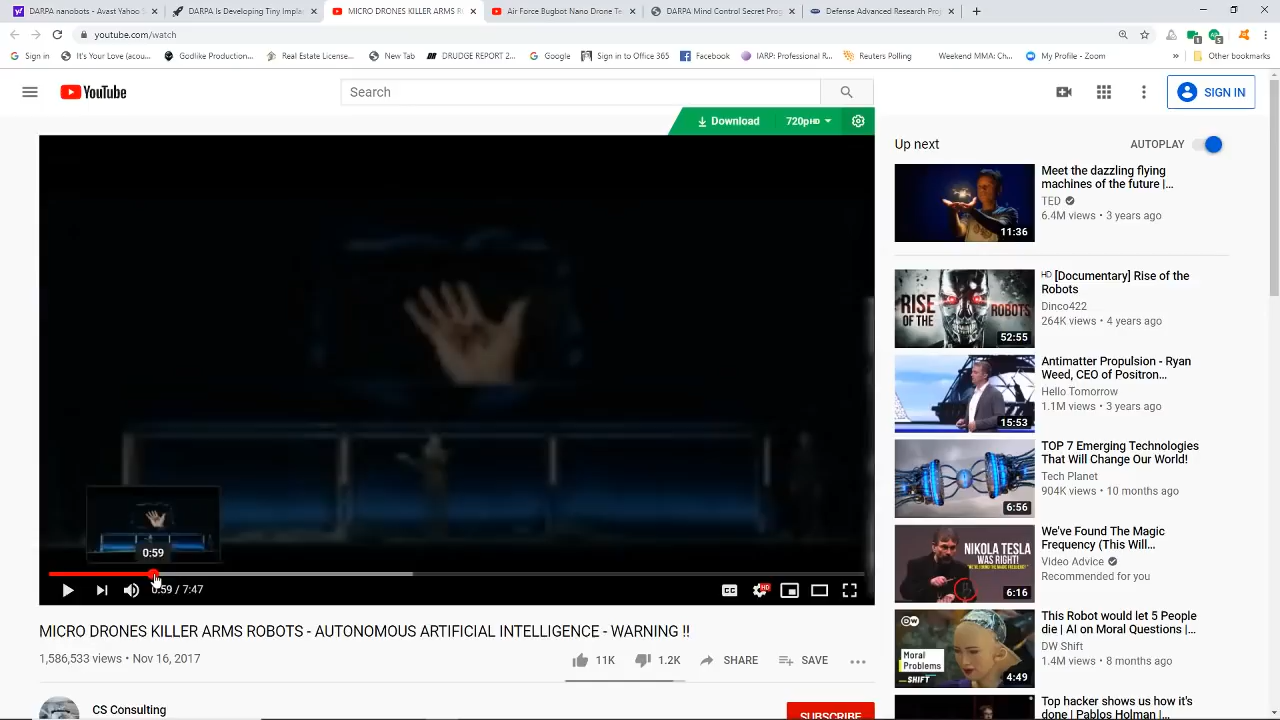 DARPA microbots - Avast Yahoo S
DARPA Is Developing Tiny Imple
MICRO DRONES KILLER ARMS R
Air Force Bugbot Nano Drone Te
DARPA Mind Control Secret Proj
Defense Advanced Research Proj
youtube.com/watch
Sign in
It's Your (acou...
Godlike Productions...
HollywoodLife
New Tab
DRUDGE REPORT 2...
Google
Sign in to Hotmail
Facebook
IARP: Professional R...
Reuters Polling
Weekend MMA: Ch...
My Profile - Zoom
»
Other bookmarks
YouTube
Search
SIGN IN
Download
720pHD
Up next
AUTOPLAY
Meet the dazzling flying
machines of the future |...
TED
6.4M views • 3 years ago
11:36
RISE
OF THE
ROBOTS
52:55
HD [Documentary] Rise of the
Robots
Dinco422
264K views • 4 years ago
15:53
Antimatter Propulsion - Ryan
Weed, CEO of Positron...
Hello Tomorrow
1.1M views • 3 years ago
6:56
TOP 7 Emerging Technologies
That Will Change Our World!
Tech Planet
904K views • 10 months ago
NIKOLA TESLA
WAS RIGHT!
6:16
We've Found The Magic
Frequency (This Will...
Video Advice
Recommended for you
Moral
Problems
SHIFT
4:49
This Robot would let 5 People
die | AI on Moral Questions |...
DW Shift
1.4M views • 8 months ago
Top hacker shows us how it's
done | Pablos Holman |...
0:59
0:59 / 7:47
CC
HD
MICRO DRONES KILLER ARMS ROBOTS - AUTONOMOUS ARTIFICIAL INTELLIGENCE - WARNING !!
1,586,533 views • Nov 16, 2017
11K
1.2K
SHARE
SAVE
CS Consulting
SUBSCRIBE